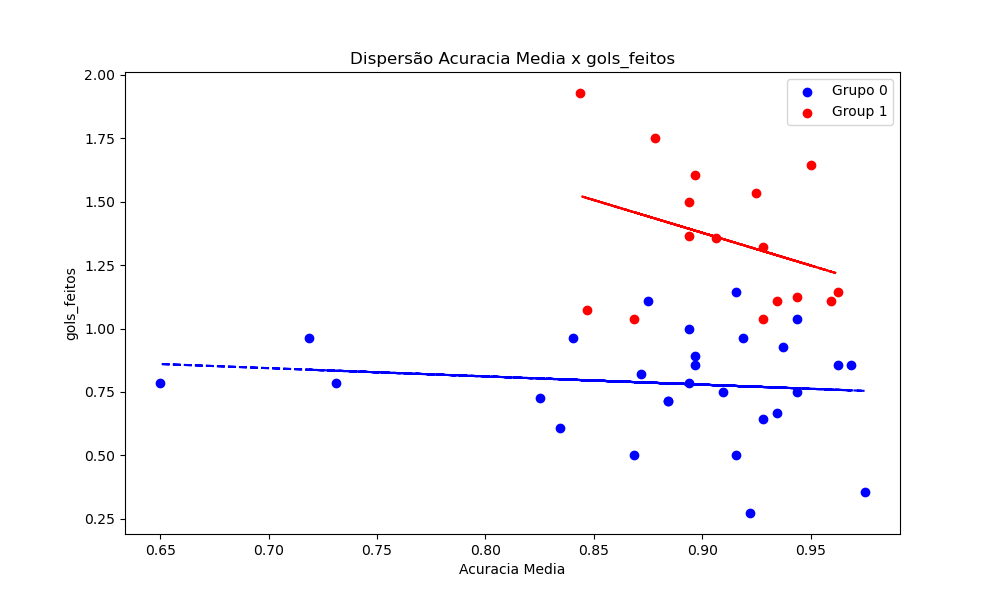 Dispersão Acuracia Media x gols_feitos
Grupo 0
Group 1
gols_feitos
2.00
1.75
1.50
1.25
1.00
0.75
0.50
0.25
0.65 0.70 0.75 0.80 0.85 0.90 0.95
Acuracia Media